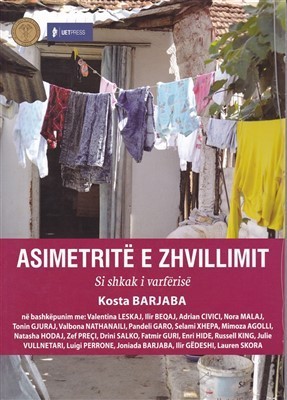 UETPRESS
ASIMETRITË E ZHVILLIMIT
Si shkak i varfërisë
Kosta BARJABA
në bashkëpunim me: Valentina LESKAJ, Ilir BEQAJ, Adrian CIVICI, Nora MALAJ,
Tonin GJURAJ, Valbona NATHANAILI, Pandeli GARO, Selami XHEPA, Mimoza AGOLLI,
Natasha HODAJ, Zef PREÇI, Drini SALKO, Fatmir GURI, Enri HIDE, Russell KING, Julie
VULLNETARI, Luigi PERRONE, Joniada BARJABA, Ilir GËDESHI, Lauren SKORA